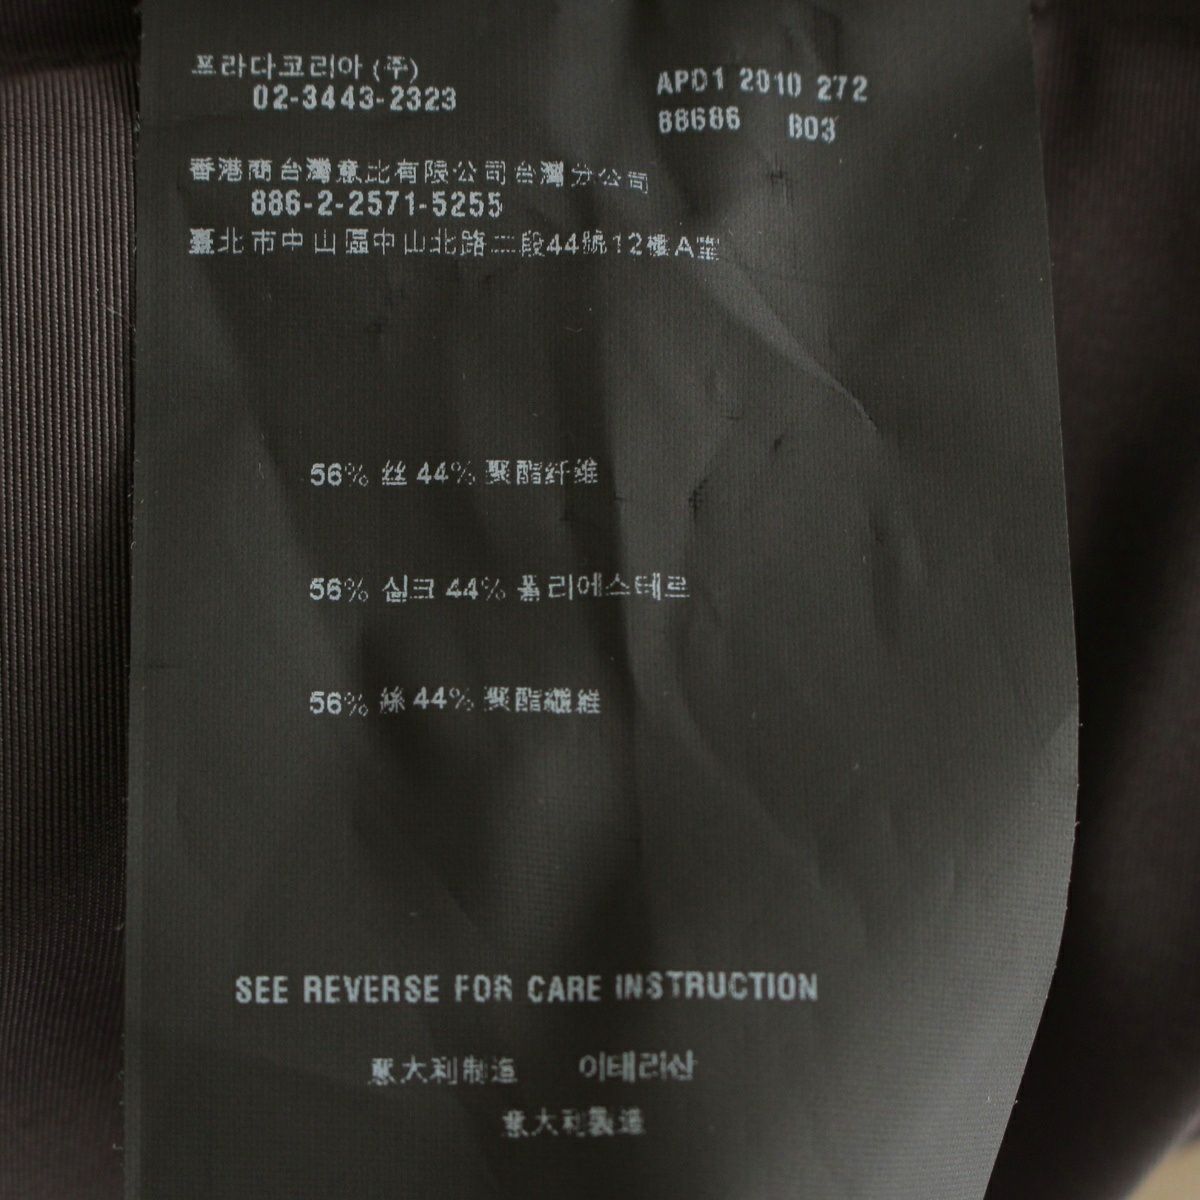 프라다코리아 (주)
02-3443-2323
APD1 2010 272
88686 B03
香港商台灣意比有限公司台灣分公司
886-2-2571-5255
臺北市中山區中山北路二段44號12樓A室
56% 丝 44% 聚酯纤维
56% 실크 44% 폴리에스테르
56% 絲 44% 聚酯纖維
SEE REVERSE FOR CARE INSTRUCTION
意大利制造 이태리산
意大利製造